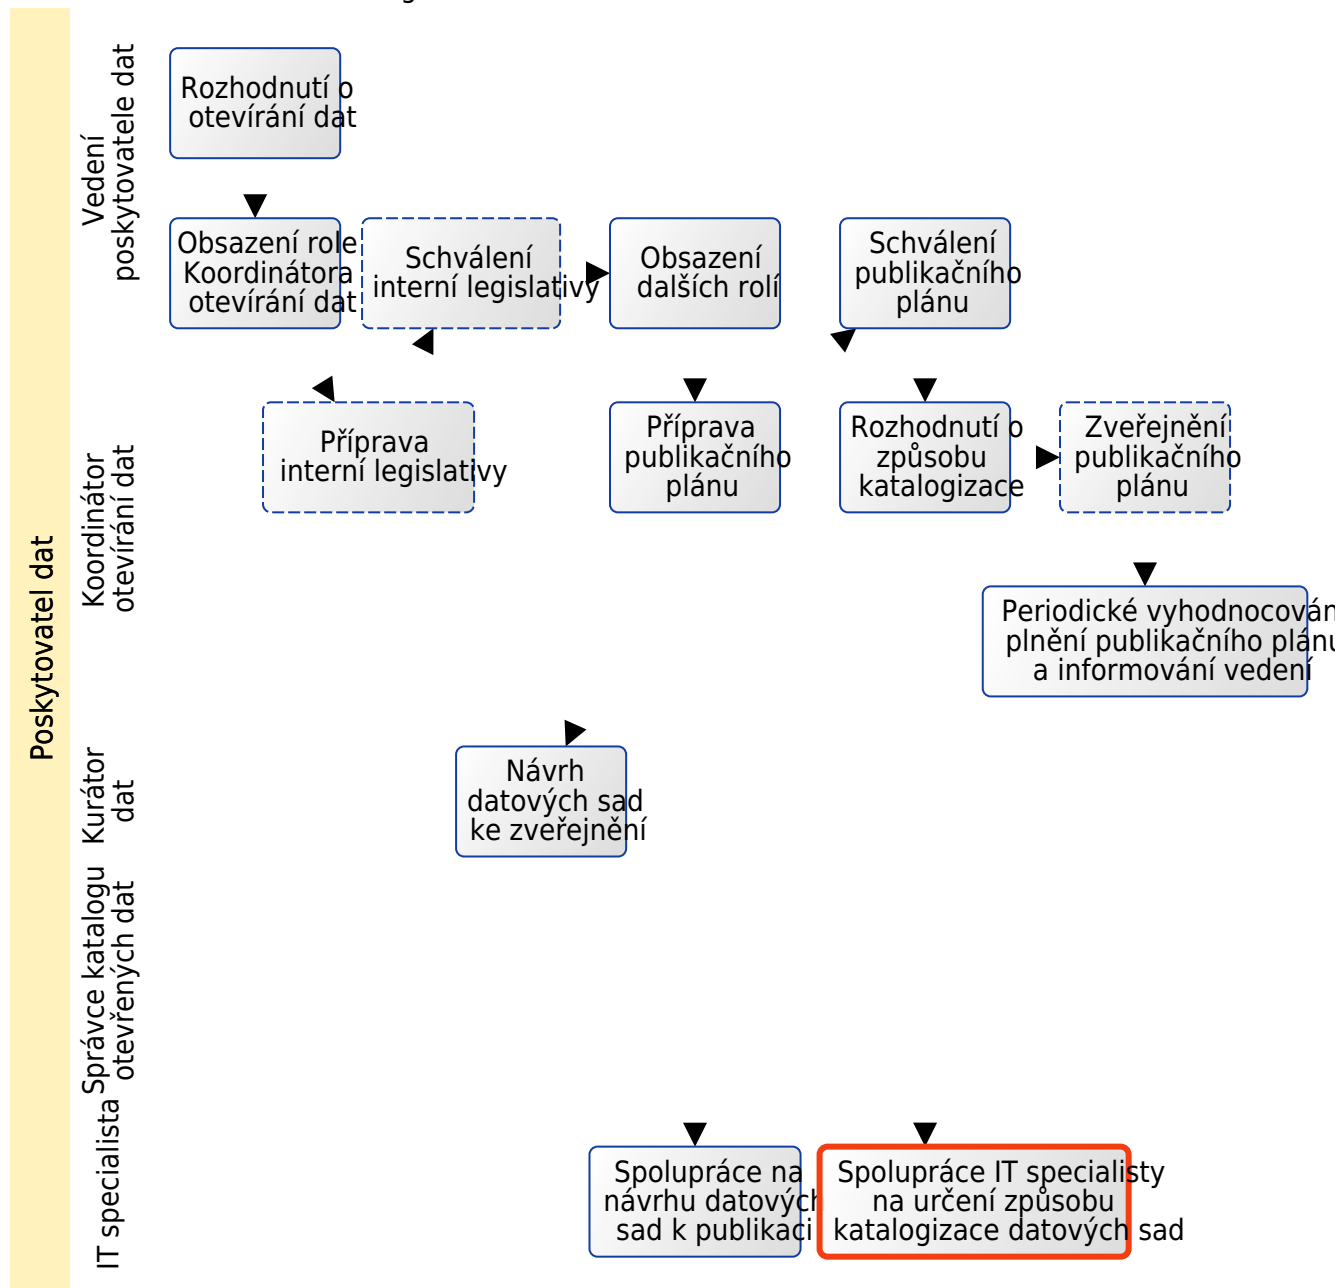 Poskytovatel dat
Vedení
poskytovatele dat
Rozhodnutí o
otevírání dat
Obsazení role
Koordinátora
otevírání dat
Schválení
interní legislativy
Obsazení
dalších rolí
Schválení
publikačního
plánu
Koordinátor
otevírání dat
Příprava
interní legislativy
Příprava
publikačního
plánu
Rozhodnutí o
způsobu
katalogizace
Zveřejnění
publikačního
plánu
Periodické vyhodnocován
plnění publikačního plánu
a informování vedení
Kurátor
dat
Návrh
datových sad
ke zveřejnění
Správce katalogu
otevřených dat
IT specialista
Spolupráce na
návrhu datových
sad k publikaci
Spolupráce IT specialisty
na určení způsobu
katalogizace datových sad